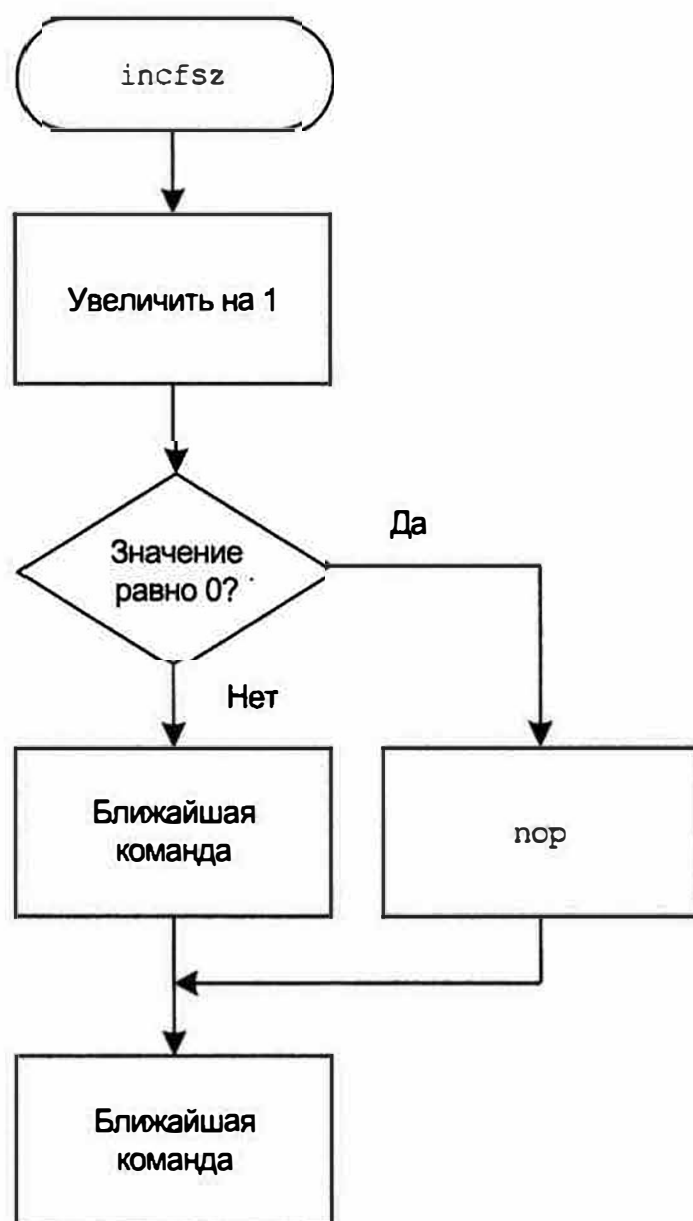 incfsz
Увеличить на 1
Значение
равно 0?
Да
Нет
Ближайшая
команда
nop
Ближайшая
команда